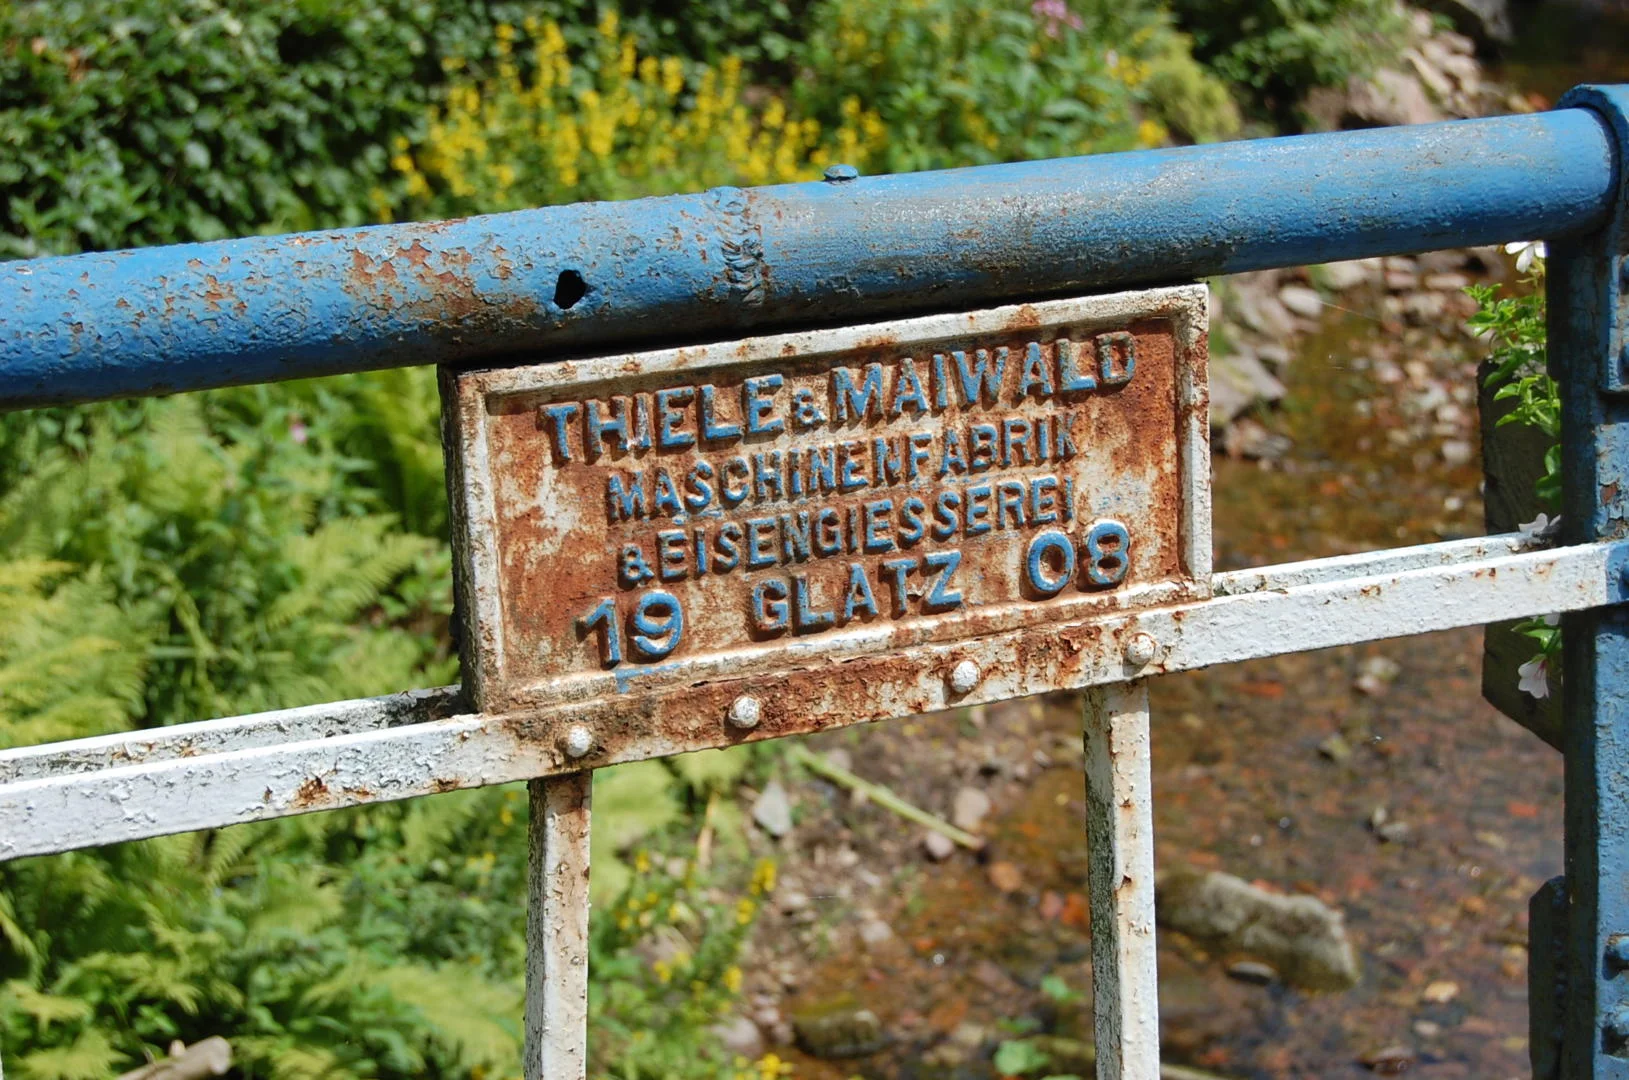 THIELE & MAIWALD
MASCHINENFABRIK
& EISENGIESSEREI
19 GLATZ 08